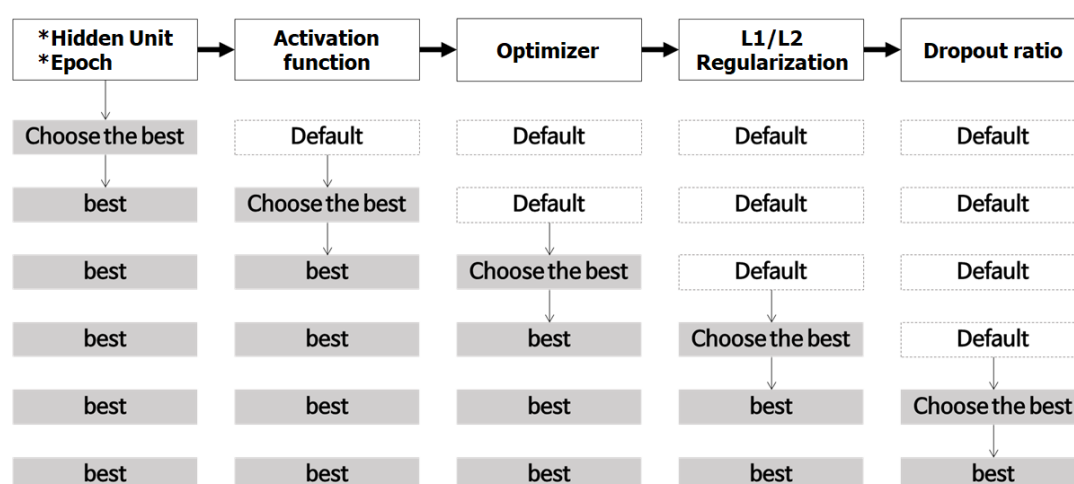 *Hidden Unit
*Epoch
Activation
function
Optimizer
L1/L2
Regularization
Dropout ratio
Choose the best
Default
Default
Default
Default
best
Choose the best
Default
Default
Default
best
best
Choose the best
Default
Default
best
best
best
Choose the best
Default
best
best
best
best
Choose the best
best
best
best
best
best